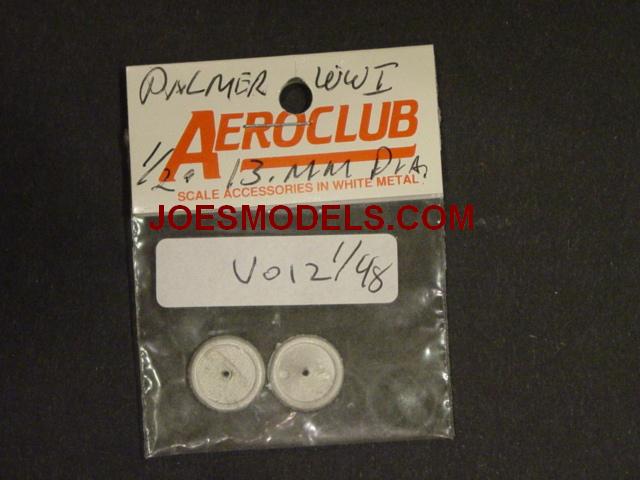 PALMER WWI
AEROCLUB
1/2" 13.MM DIA.
SCALE ACCESSORIES IN WHITE METAL
JOESMODELS.COM
V012 1/48